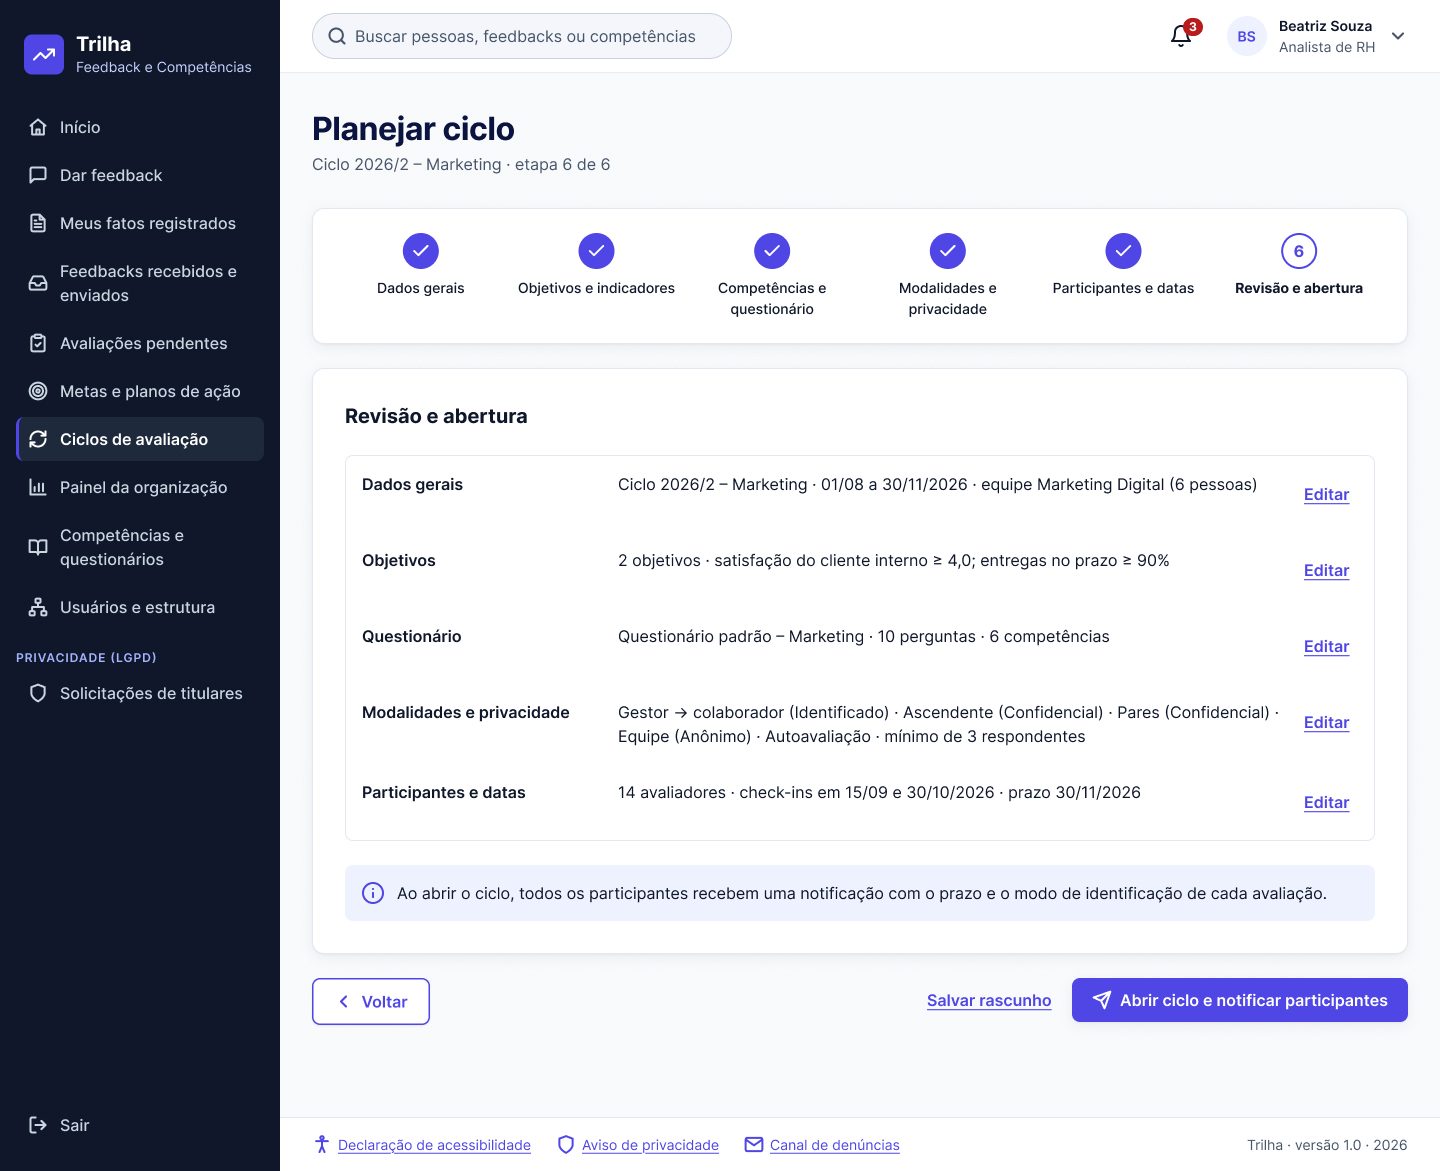 Trilha
Feedback e Competências
Início
Dar feedback
Meus fatos registrados
Feedbacks recebidos e
enviados
Avaliações pendentes
Metas e planos de ação
Ciclos de avaliação
Painel da organização
Competências e
questionários
Usuários e estrutura
PRIVACIDADE (LGPD)
Solicitações de titulares
Sair
Buscar pessoas, feedbacks ou competências
3
BS
Beatriz Souza
Analista de RH
Planejar ciclo
Ciclo 2026/2 – Marketing · etapa 6 de 6
Dados gerais
Objetivos e indicadores
Competências e
questionário
Modalidades e
privacidade
Participantes e datas
6
Revisão e abertura
Revisão e abertura
Dados gerais
Ciclo 2026/2 – Marketing · 01/08 a 30/11/2026 · equipe Marketing Digital (6 pessoas)
Editar
Objetivos
2 objetivos · satisfação do cliente interno ≥ 4,0; entregas no prazo ≥ 90%
Editar
Questionário
Questionário padrão – Marketing · 10 perguntas · 6 competências
Editar
Modalidades e privacidade
Gestor → colaborador (Identificado) · Ascendente (Confidencial) · Pares (Confidencial) ·
Equipe (Anônimo) · Autoavaliação · mínimo de 3 respondentes
Editar
Participantes e datas
14 avaliadores · check-ins em 15/09 e 30/10/2026 · prazo 30/11/2026
Editar
Ao abrir o ciclo, todos os participantes recebem uma notificação com o prazo e o modo de identificação de cada avaliação.
Voltar
Salvar rascunho
Abrir ciclo e notificar participantes
Declaração de acessibilidade
Aviso de privacidade
Canal de denúncias
Trilha · versão 1.0 · 2026